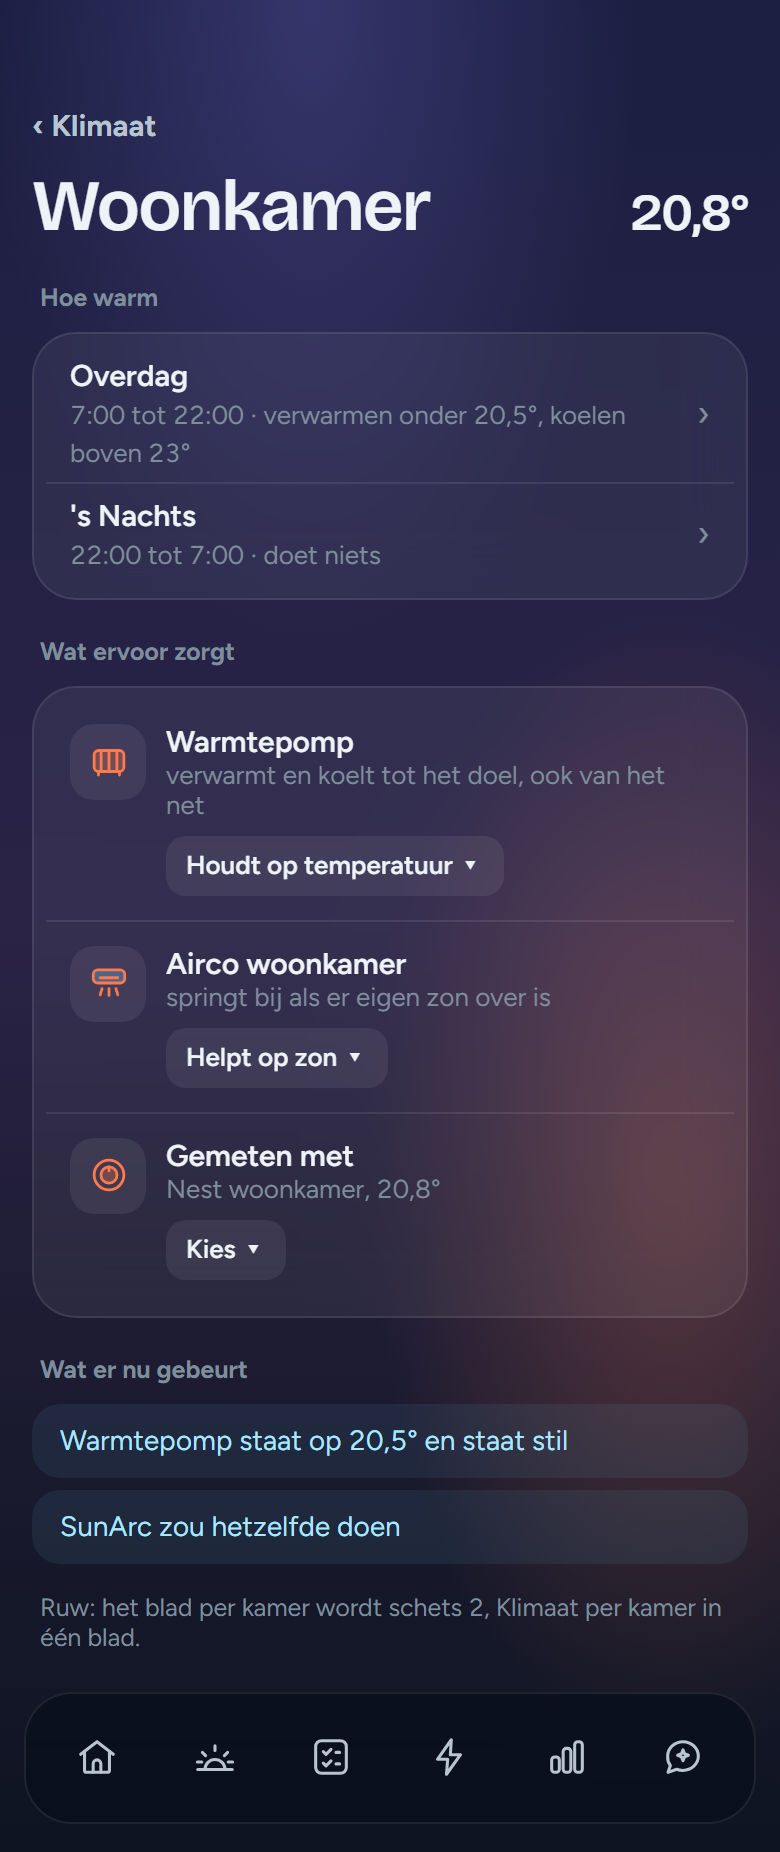 ‹ Klimaat
Woonkamer
20,8°
Hoe warm
Overdag
7:00 tot 22:00 · verwarmen onder 20,5°, koelen
boven 23°
's Nachts
22:00 tot 7:00 · doet niets
Wat ervoor zorgt
Warmtepomp
verwarmt en koelt tot het doel, ook van het
net
Houdt op temperatuur
Airco woonkamer
springt bij als er eigen zon over is
Helpt op zon
Gemeten met
Nest woonkamer, 20,8°
Kies
Wat er nu gebeurt
Warmtepomp staat op 20,5° en staat stil
SunArc zou hetzelfde doen
Ruw: het blad per kamer wordt schets 2, Klimaat per kamer in
één blad.